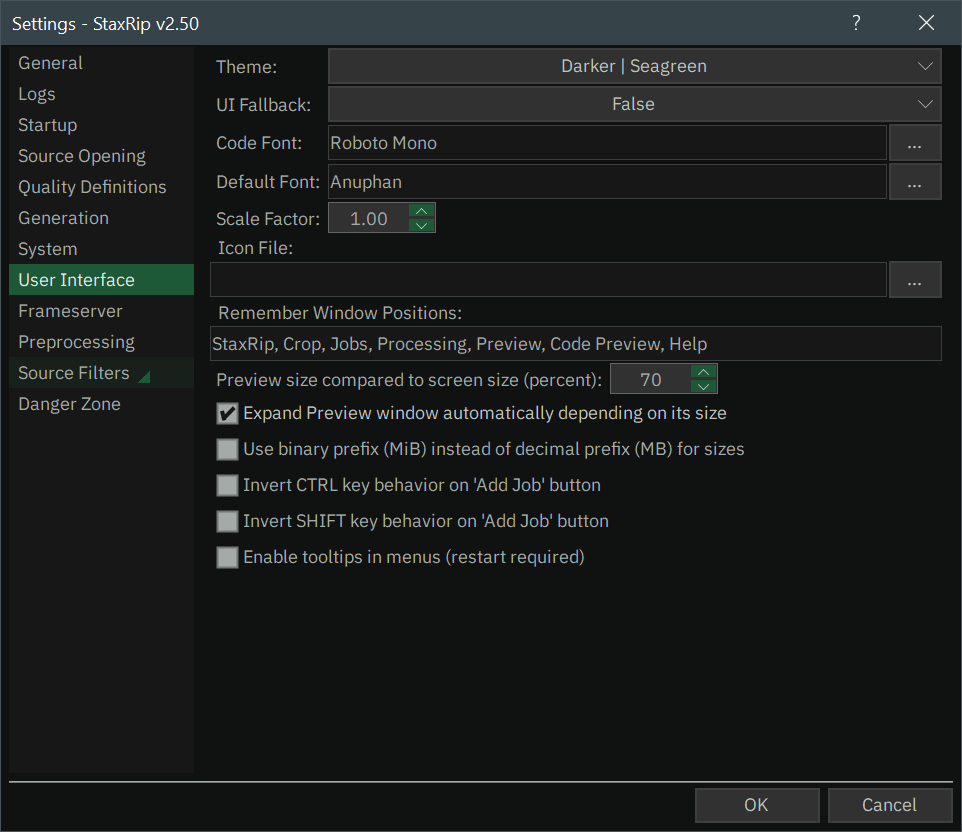 Settings - StaxRip v2.50 ?
General
Logs
Startup
Source Opening
Quality Definitions
Generation
System
User Interface
Frameserver
Preprocessing
Source Filters
Danger Zone
Theme: Darker | Seagreen
UI Fallback: False
Code Font: Roboto Mono ...
Default Font: Anuphan ...
Scale Factor: 1.00
Icon File:
...
Remember Window Positions:
StaxRip, Crop, Jobs, Processing, Preview, Code Preview, Help
Preview size compared to screen size (percent): 70
Expand Preview window automatically depending on its size
Use binary prefix (MiB) instead of decimal prefix (MB) for sizes
Invert CTRL key behavior on 'Add Job' button
Invert SHIFT key behavior on 'Add Job' button
Enable tooltips in menus (restart required)
OK Cancel